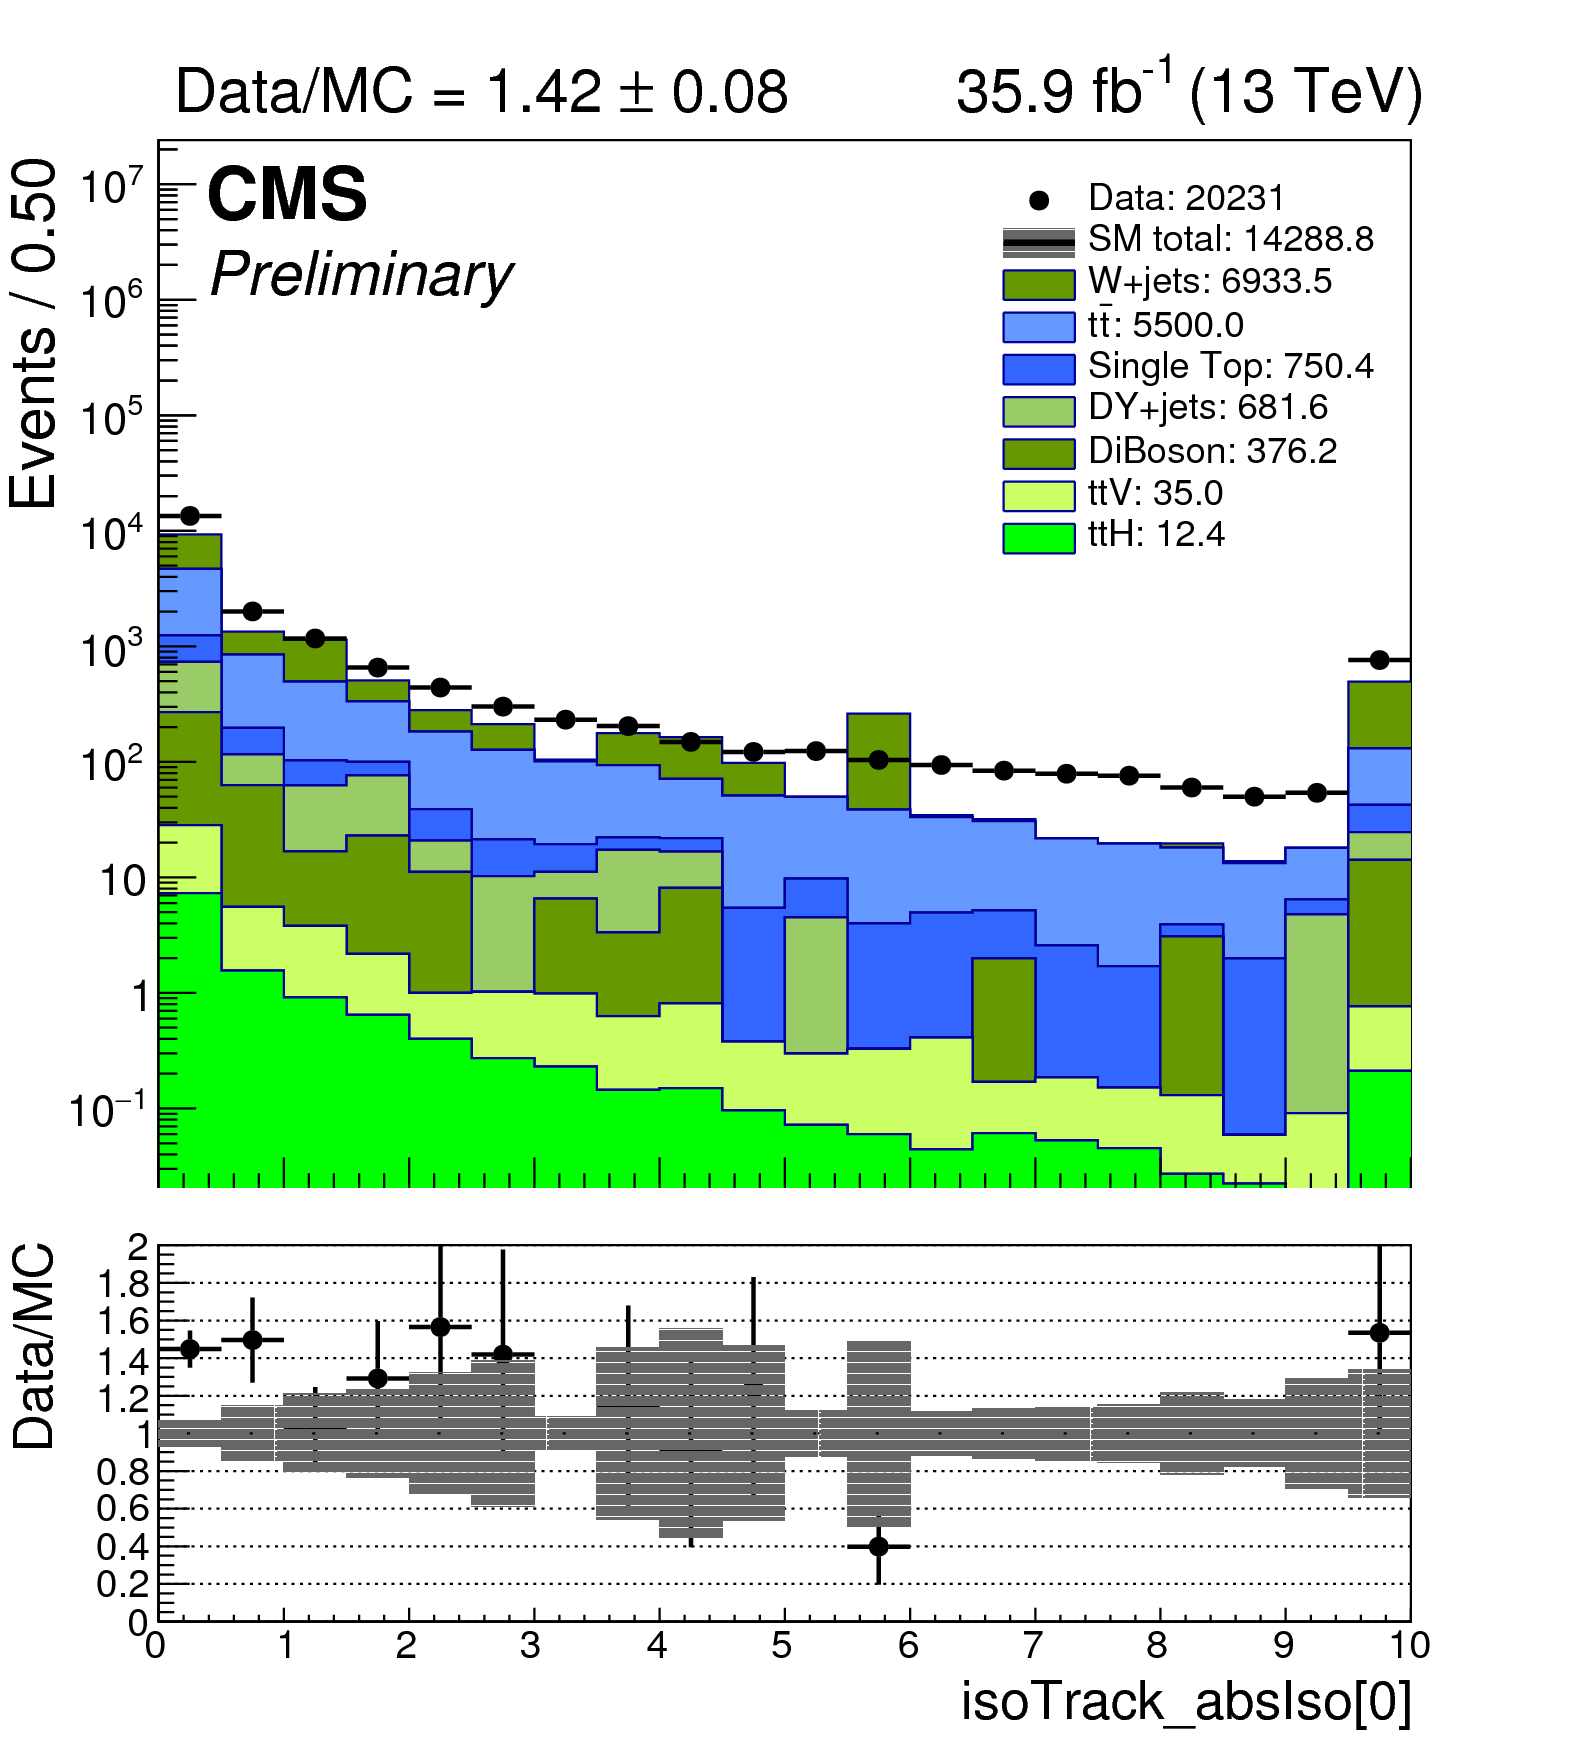 Data/MC = 1.42 ± 0.08
35.9 fb⁻¹ (13 TeV)
CMS
Preliminary
Events / 0.50
10⁷
10⁶
10⁵
10⁴
10³
10²
10
1
10⁻¹
Data: 20231
SM total: 14288.8
W+jets: 6933.5
tt̄: 5500.0
Single Top: 750.4
DY+jets: 681.6
DiBoson: 376.2
ttV: 35.0
ttH: 12.4
Data/MC
2
1.8
1.6
1.4
1.2
1
0.8
0.6
0.4
0.2
0
0 1 2 3 4 5 6 7 8 9 10
isoTrack_absIso[0]